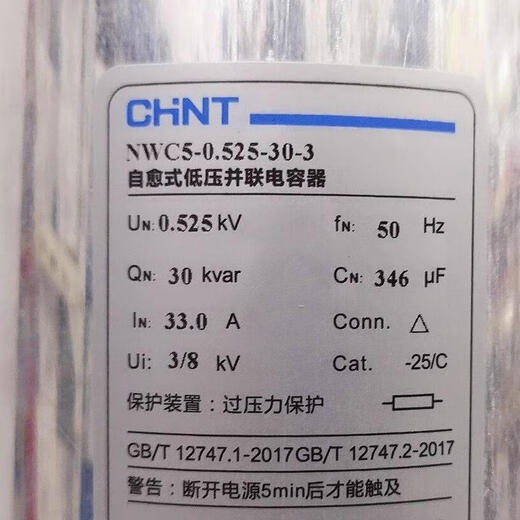 CHNT
NWC5-0.525-30-3
自愈式低压并联电容器
UN: 0.525 kV fN: 50 Hz
QN: 30 kvar CN: 346 μF
IN: 33.0 A Conn. △
Ui: 3/8 kV Cat. -25/C
保护装置：过压力保护
GB/T 12747.1-2017GB/T 12747.2-2017
警告：断开电源5min后才能触及